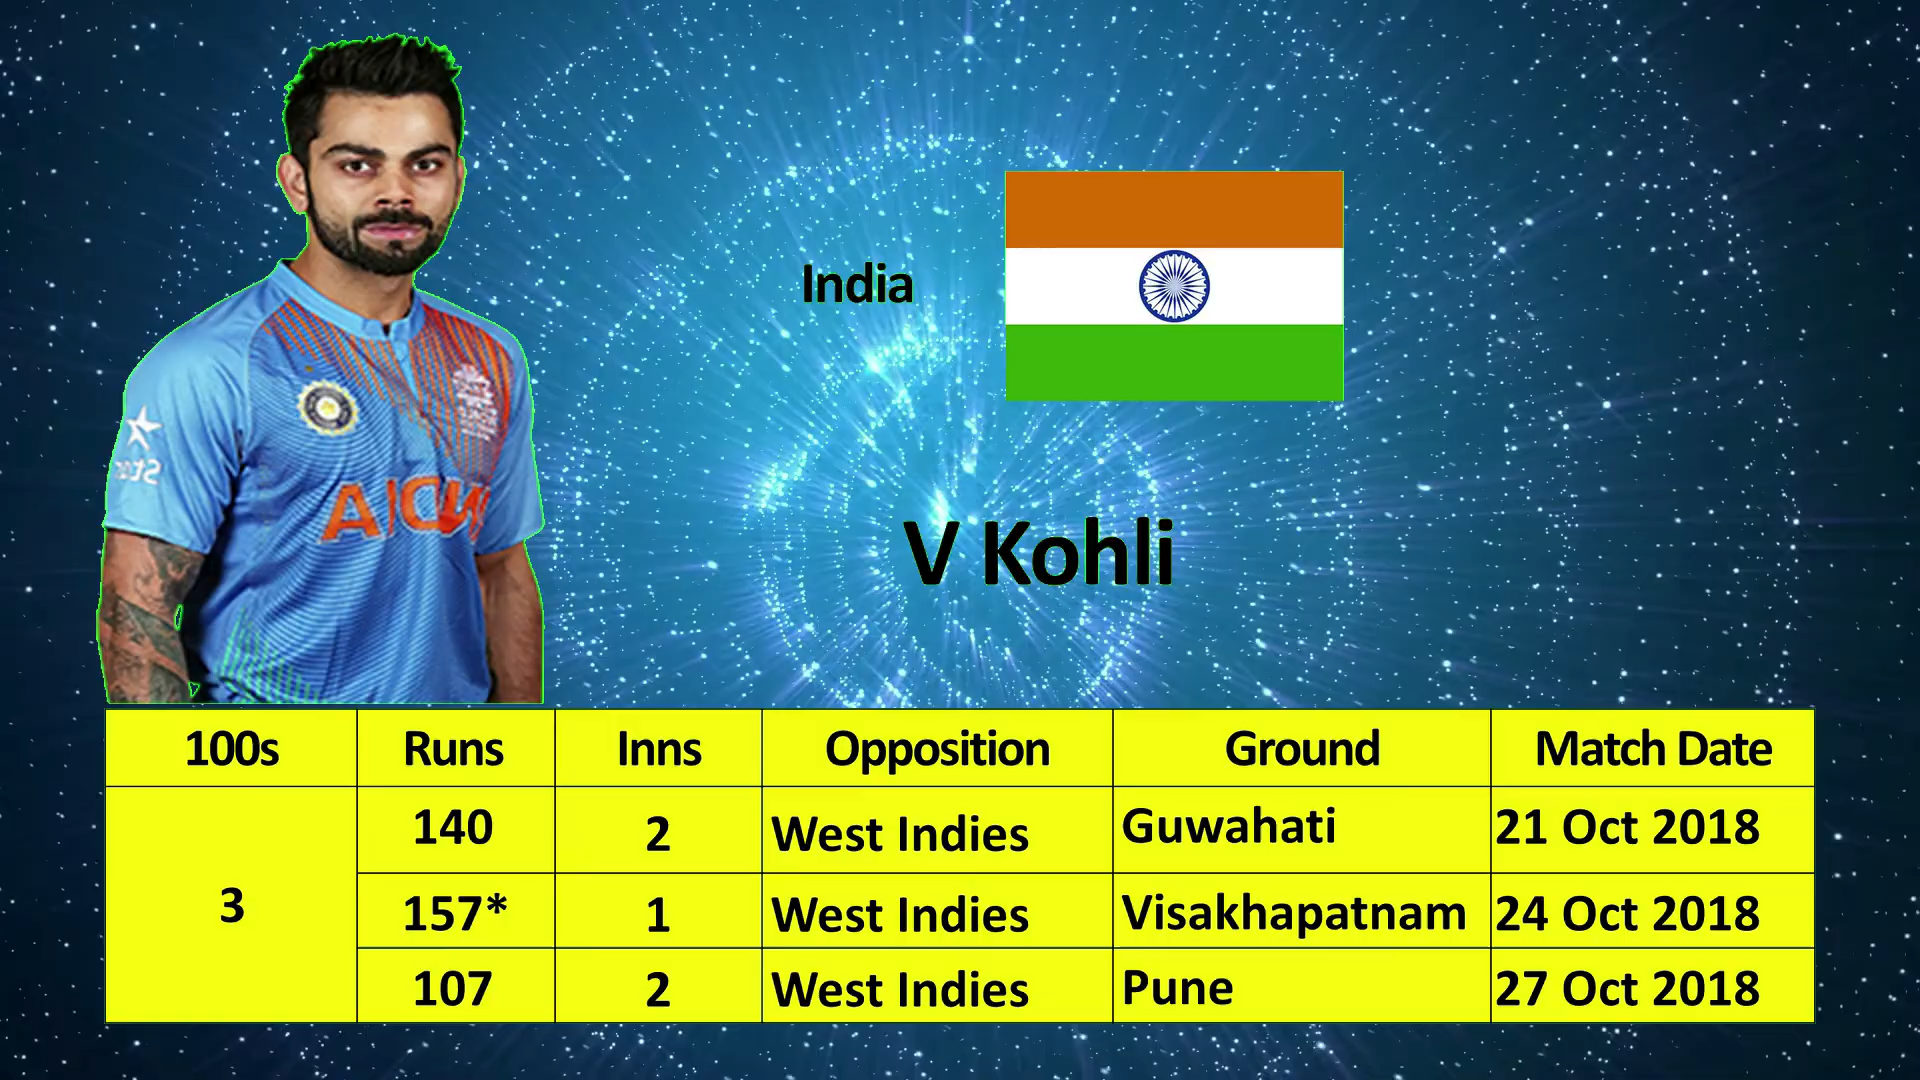 India
V Kohli
100s Runs Inns Opposition Ground Match Date
3
140 2 West Indies Guwahati 21 Oct 2018
157* 1 West Indies Visakhapatnam 24 Oct 2018
107 2 West Indies Pune 27 Oct 2018